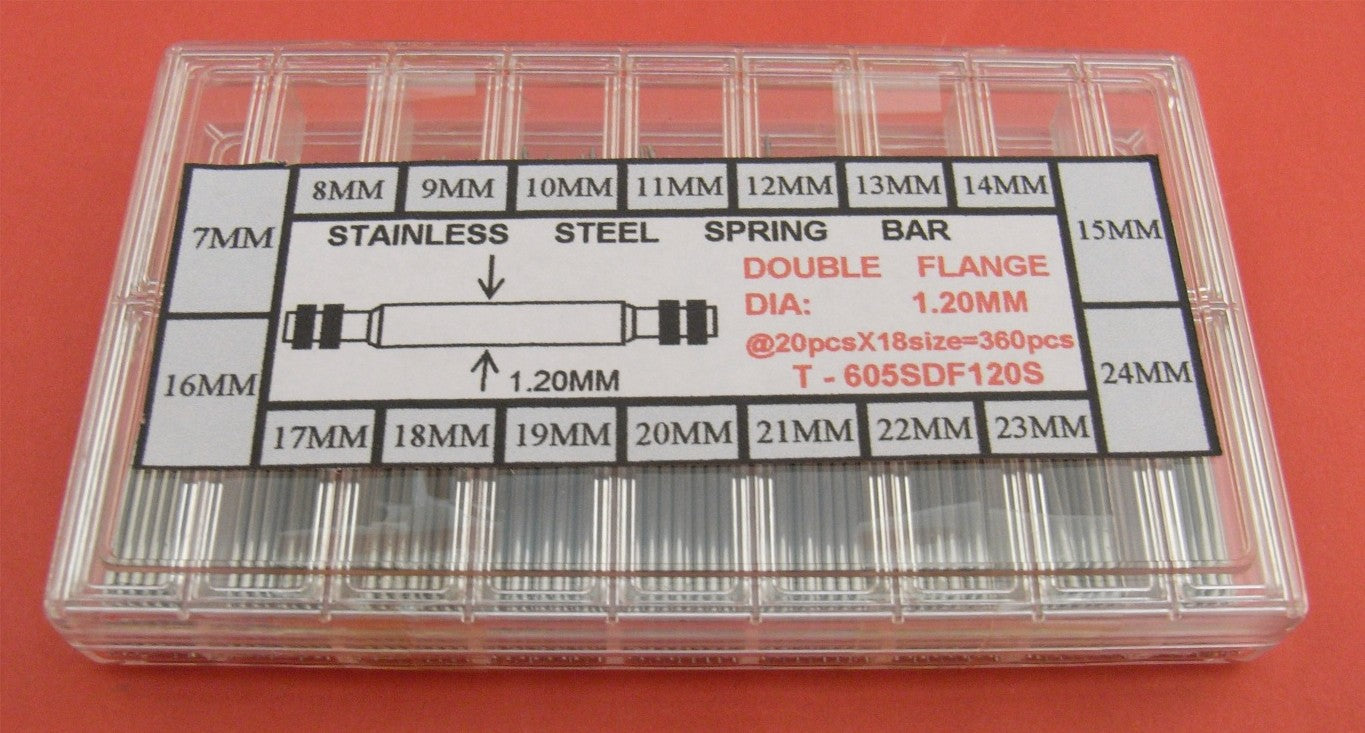 7MM
8MM
9MM
10MM
11MM
12MM
13MM
14MM
15MM
STAINLESS STEEL SPRING BAR
DOUBLE FLANGE
DIA: 1.20MM
@20pcsX18size=360pcs
T - 605SDF120S
1.20MM
16MM
17MM
18MM
19MM
20MM
21MM
22MM
23MM
24MM